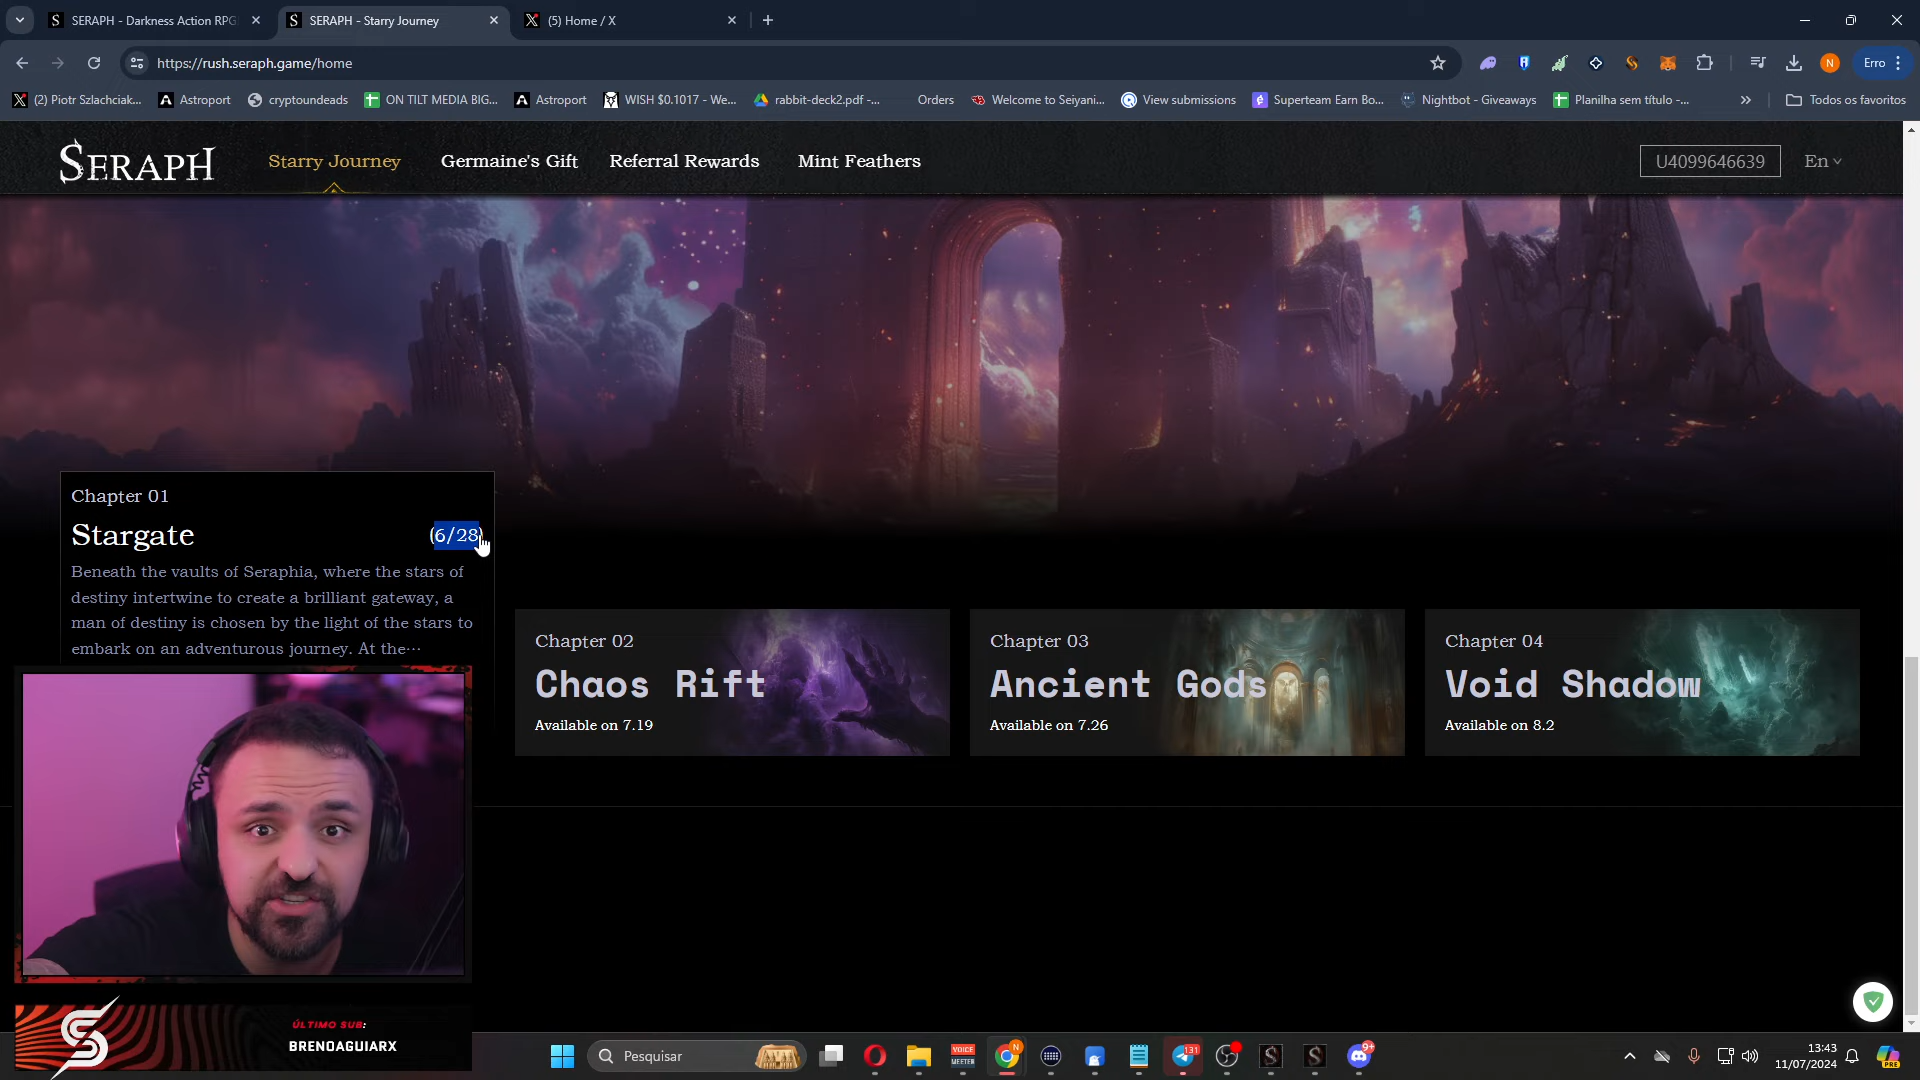 SERAPH - Darkness Action RPG
SERAPH - Starry Journey
(5) Home / X
https://rush.seraph.game/home
N
Erro
(2) Piotr Szlachciak...
Astroport
cryptoundeads
ON TILT MEDIA BIG...
Astroport
WISH $0.1017 - We...
rabbit-deck2.pdf -...
Orders
Welcome to Seiyani...
View submissions
Superteam Earn Bo...
Nightbot - Giveaways
Planilha sem título -...
Todos os favoritos
SERAPH
Starry Journey
Germaine's Gift
Referral Rewards
Mint Feathers
U4099646639
En
Chapter 01
Stargate
(6/28)
Beneath the vaults of Seraphia, where the stars of
destiny intertwine to create a brilliant gateway, a
man of destiny is chosen by the light of the stars to
embark on an adventurous journey. At the···
Chapter 02
Chaos Rift
Available on 7.19
Chapter 03
Ancient Gods
Available on 7.26
Chapter 04
Void Shadow
Available on 8.2
ÚLTIMO SUB:
BRENOAGUIARX
Pesquisar
VOICE
MEETER
N
131
9+
13:43
11/07/2024
PRE